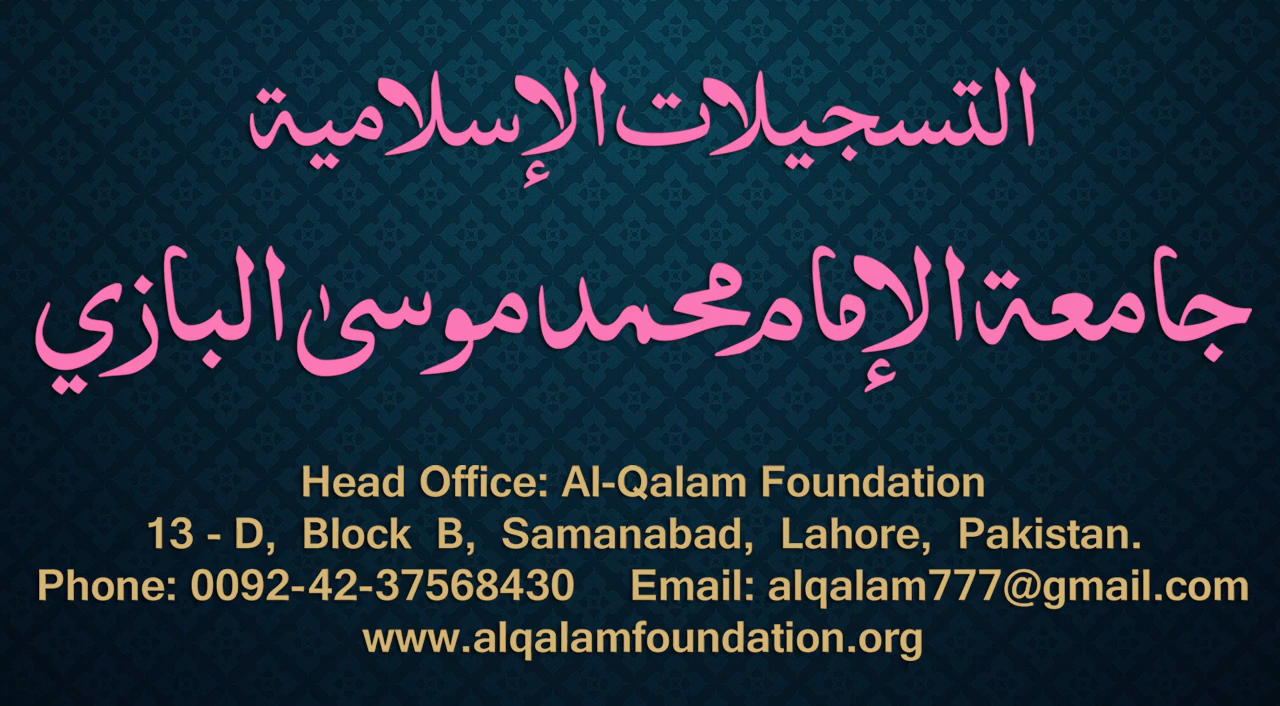 التسجيلات الإسلامية
جامعة الإمام محمد موسىٰ البازي
Head Office: Al-Qalam Foundation
13 - D, Block B, Samanabad, Lahore, Pakistan.
Phone: 0092-42-37568430 Email: alqalam777@gmail.com
www.alqalamfoundation.org